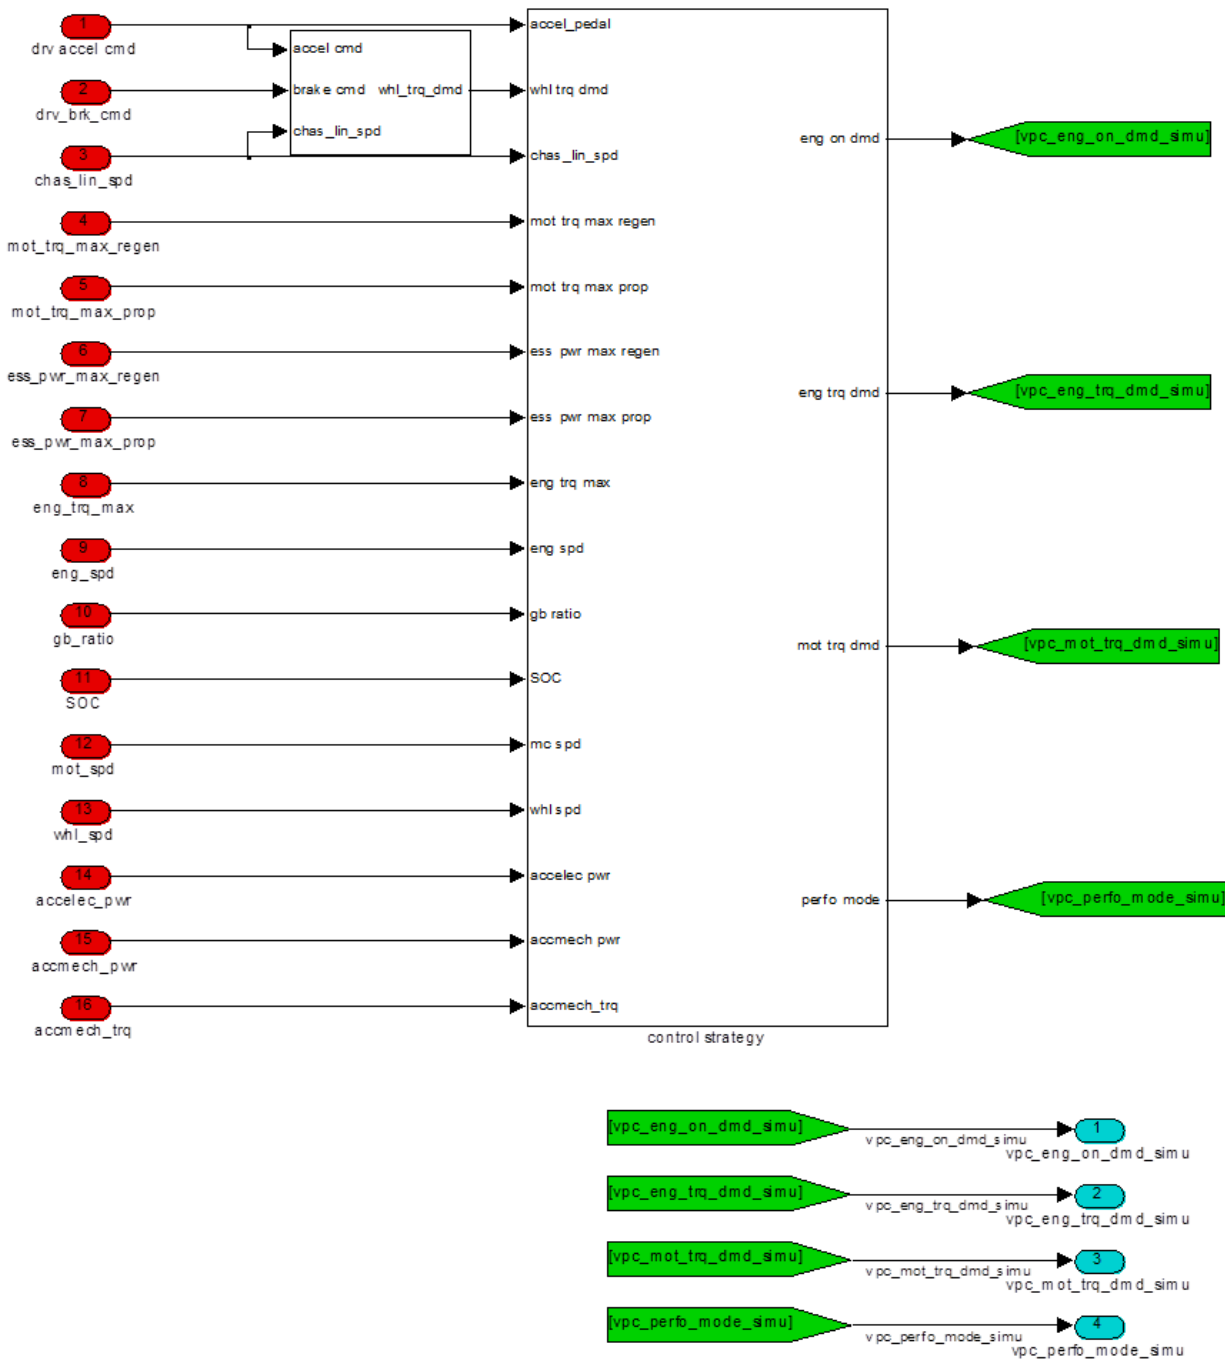 1
drv accel cmd
2
drv_brk_cmd
3
chas_lin_spd
4
mot_trq_max_regen
5
mot_trq_max_prop
6
ess_pwr_max_regen
7
ess_pwr_max_prop
8
eng_trq_max
9
eng_spd
10
gb_ratio
11
SOC
12
mot_spd
13
whl_spd
14
accelec_pwr
15
accmech_pwr
16
accmech_trq
accel cmd
brake cmd whl_trq_dmd
chas_lin_spd
accel_pedal
whl trq dmd
chas_lin_spd
mot trq max regen
mot trq max prop
ess pwr max regen
ess pwr max prop
eng trq max
eng spd
gb ratio
SOC
mc spd
whl spd
accelec pwr
accmech pwr
accmech_trq
eng on dmd
eng trq dmd
mot trq dmd
perfo mode
control strategy
[vpc_eng_on_dmd_simu]
[vpc_eng_trq_dmd_simu]
[vpc_mot_trq_dmd_simu]
[vpc_perfo_mode_simu]
[vpc_eng_on_dmd_simu]
vpc_eng_on_dmd_simu
1
vpc_eng_on_dmd_simu
[vpc_eng_trq_dmd_simu]
vpc_eng_trq_dmd_simu
2
vpc_eng_trq_dmd_simu
[vpc_mot_trq_dmd_simu]
vpc_mot_trq_dmd_simu
3
vpc_mot_trq_dmd_simu
[vpc_perfo_mode_simu]
vpc_perfo_mode_simu
4
vpc_perfo_mode_simu